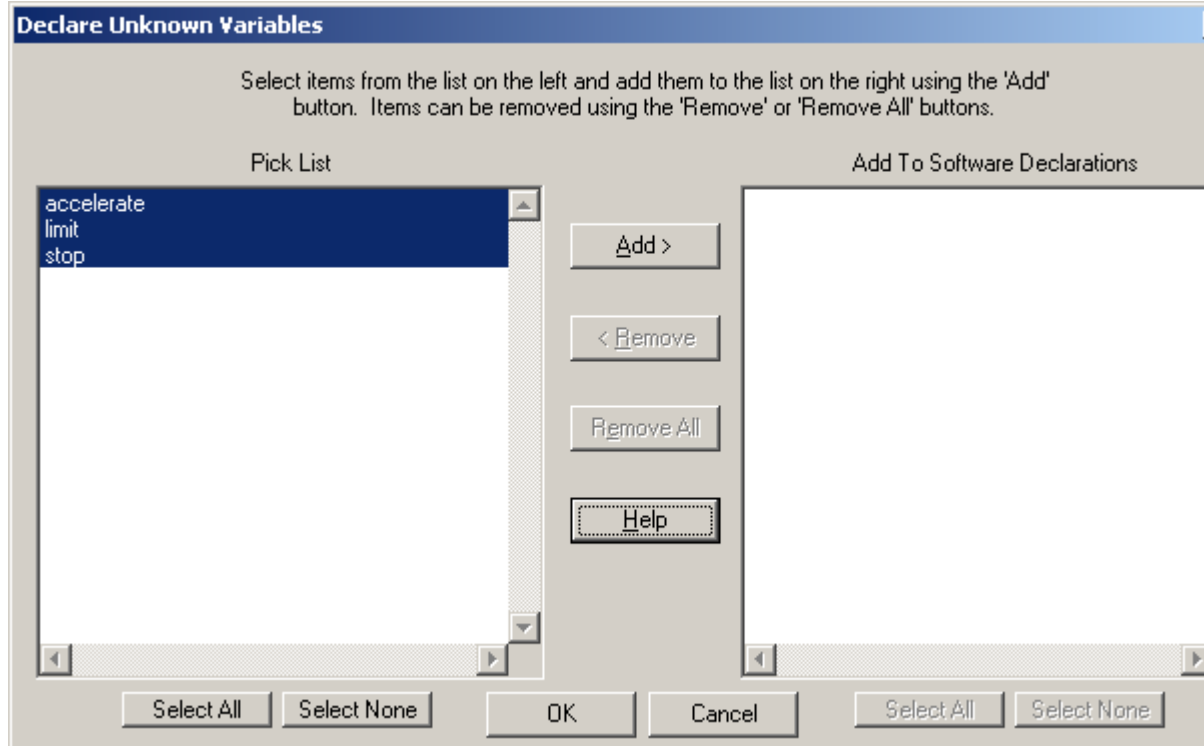 Declare Unknown Variables
Select items from the list on the left and add them to the list on the right using the 'Add'
button. Items can be removed using the 'Remove' or 'Remove All' buttons.
Pick List
Add To Software Declarations
accelerate
limit
stop
Add >
< Remove
Remove All
Help
Select All
Select None
OK
Cancel
Select All
Select None